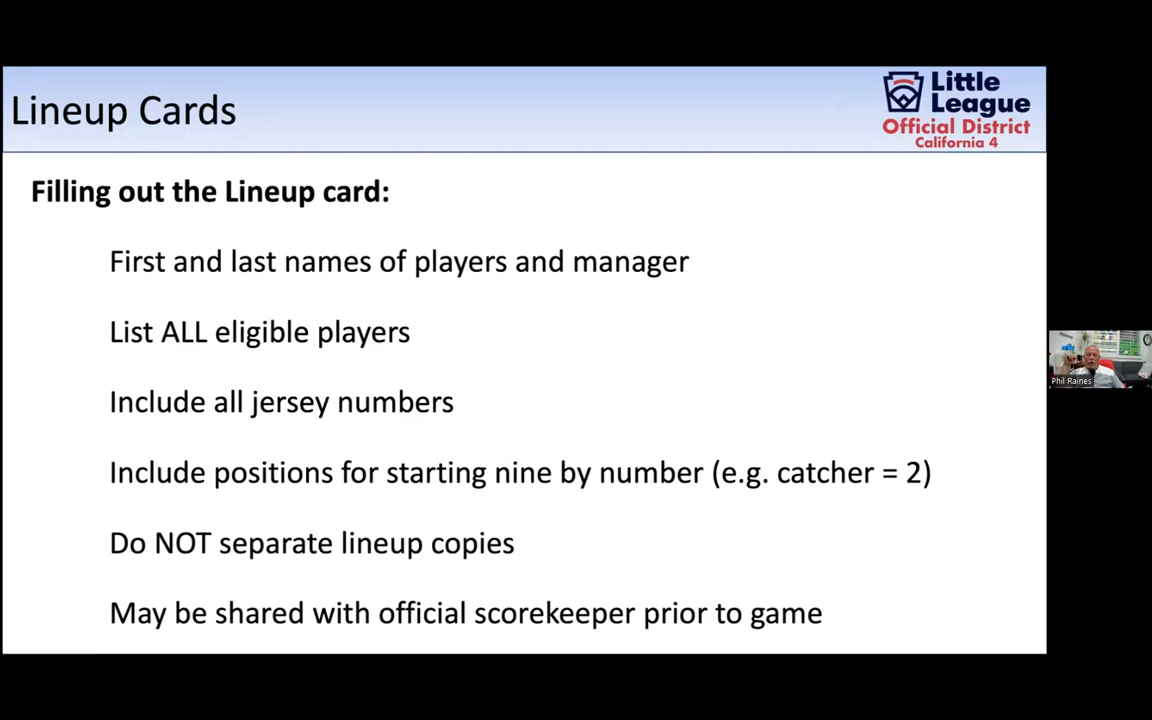 Lineup Cards
Little
League
Official District
California 4
Filling out the Lineup card:
First and last names of players and manager
List ALL eligible players
Include all jersey numbers
Include positions for starting nine by number (e.g. catcher = 2)
Do NOT separate lineup copies
May be shared with official scorekeeper prior to game
Phil Raines